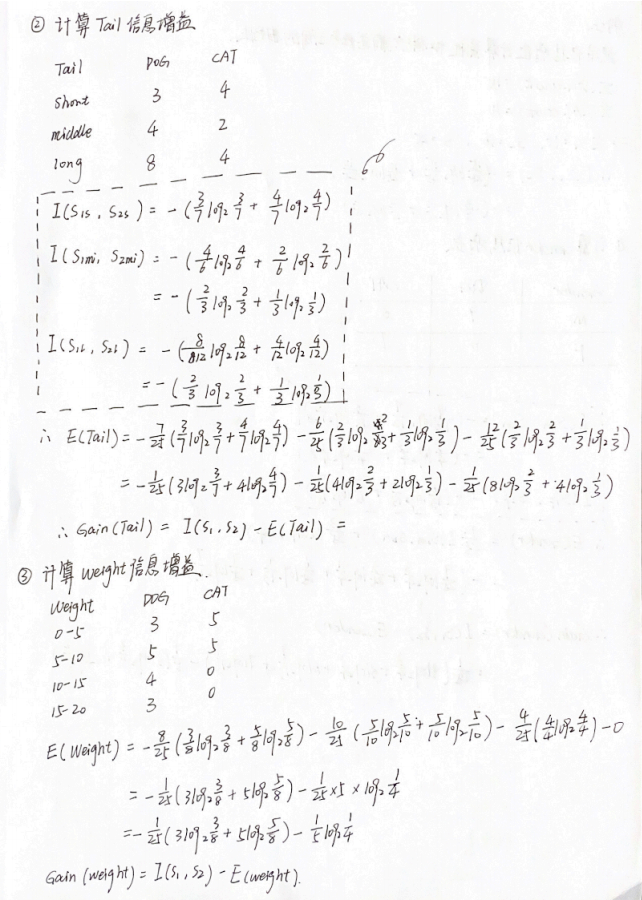 ② 计算 Tail 信息增益
Tail DOG CAT
short 3 4
middle 4 2
long 8 4
I(S1s, S2s) = -(3/7 log2 3/7 + 4/7 log2 4/7)
I(S1mi, S2mi) = -(4/6 log2 4/6 + 2/6 log2 2/6)
= -(2/3 log2 2/3 + 1/3 log2 1/3)
I(S1L, S2L) = -(8/12 log2 8/12 + 4/12 log2 4/12)
= -(2/3 log2 2/3 + 1/3 log2 1/3)
∴ E(Tail) = -7/25(3/7 log2 3/7 + 4/7 log2 4/7) - 6/25(2/3 log2 2/3 + 1/3 log2 1/3) - 12/25(2/3 log2 2/3 + 1/3 log2 1/3)
= -1/25(3log2 3/7 + 4log2 4/7) - 1/25(4log2 2/3 + 2log2 1/3) - 1/25(8log2 2/3 + 4log2 1/3)
∴ Gain(Tail) = I(S1, S2) - E(Tail) =
③ 计算 weight 信息增益.
Weight DOG CAT
0-5 3 5
5-10 5 5
10-15 4 0
15-20 3 0
E(Weight) = -8/25(3/8 log2 3/8 + 5/8 log2 5/8) - 10/25(5/10 log2 5/10 + 5/10 log2 5/10) - 4/25(4/4 log2 4/4) - 0
= -1/25(3log2 3/8 + 5log2 5/8) - 1/25 × 5 × log2 1/4
= -1/25(3log2 3/8 + 5log2 5/8) - 1/5 log2 1/4
Gain(weight) = I(S1, S2) - E(weight).